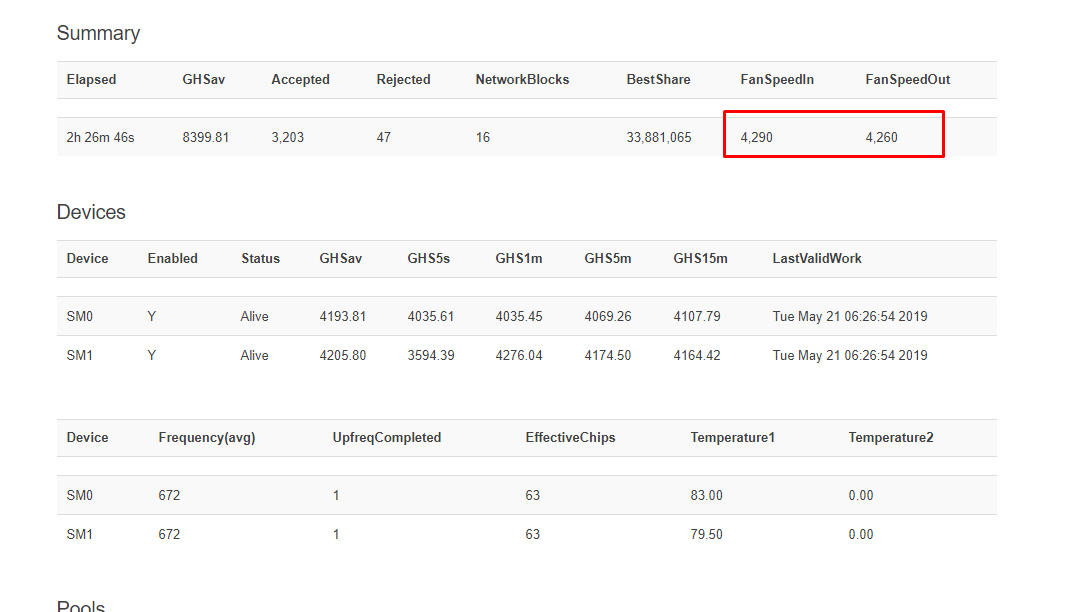 Summary
Elapsed GHSav Accepted Rejected NetworkBlocks BestShare FanSpeedIn FanSpeedOut
2h 26m 46s 8399.81 3,203 47 16 33,881,065 4,290 4,260
Devices
Device Enabled Status GHSav GHS5s GHS1m GHS5m GHS15m LastValidWork
SM0 Y Alive 4193.81 4035.61 4035.45 4069.26 4107.79 Tue May 21 06:26:54 2019
SM1 Y Alive 4205.80 3594.39 4276.04 4174.50 4164.42 Tue May 21 06:26:54 2019
Device Frequency(avg) UpfreqCompleted EffectiveChips Temperature1 Temperature2
SM0 672 1 63 83.00 0.00
SM1 672 1 63 79.50 0.00
Pools